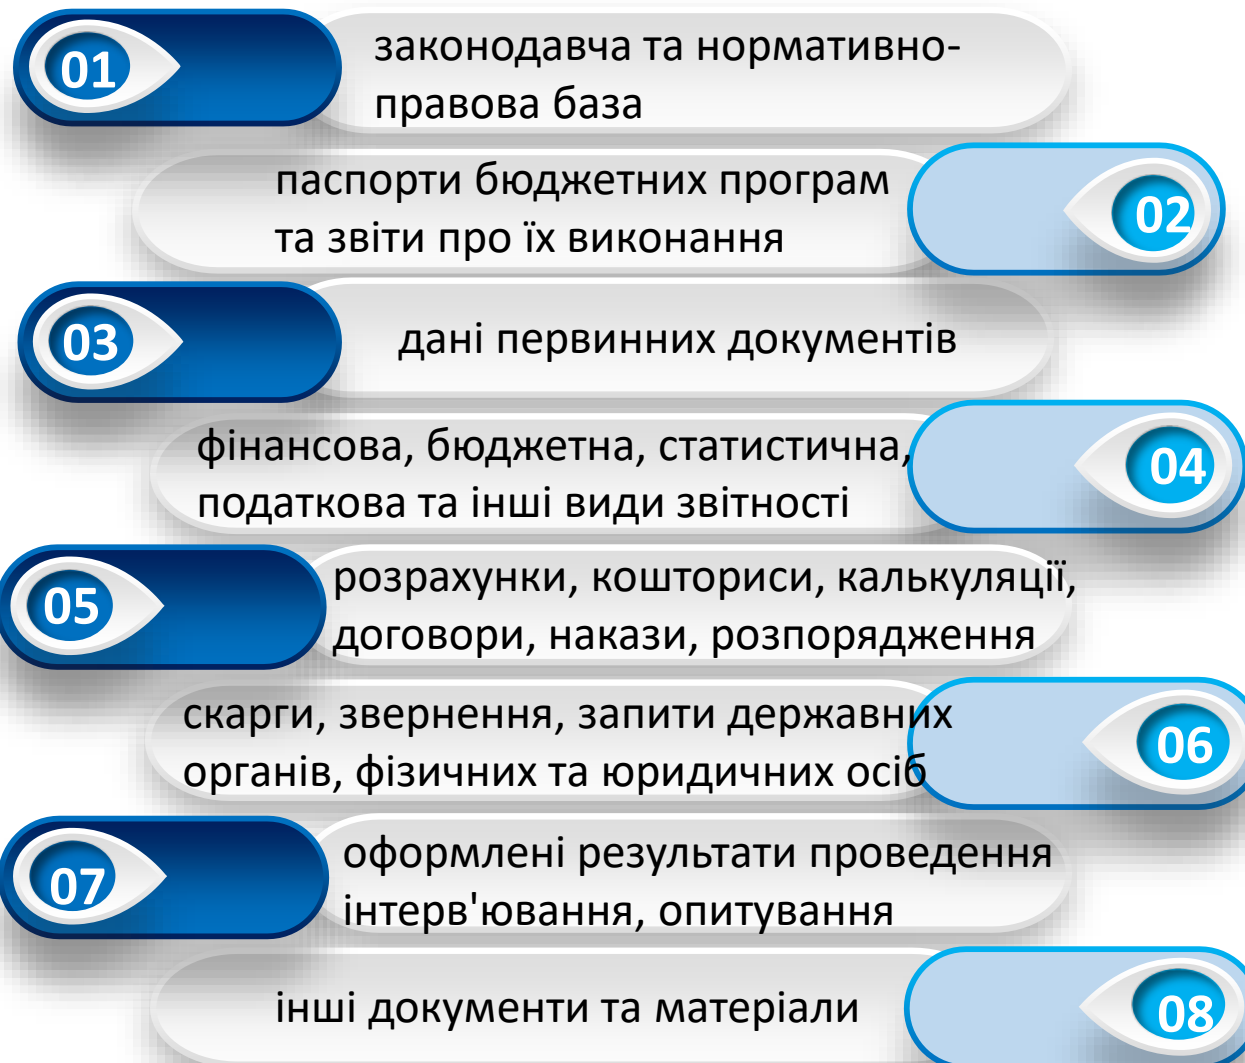 01
законодавча та нормативно-
правова база
паспорти бюджетних програм
та звіти про їх виконання
02
03
дані первинних документів
фінансова, бюджетна, статистична,
податкова та інші види звітності
04
05
розрахунки, кошториси, калькуляції,
договори, накази, розпорядження
скарги, звернення, запити державних
органів, фізичних та юридичних осіб
06
07
оформлені результати проведення
інтерв'ювання, опитування
інші документи та матеріали
08